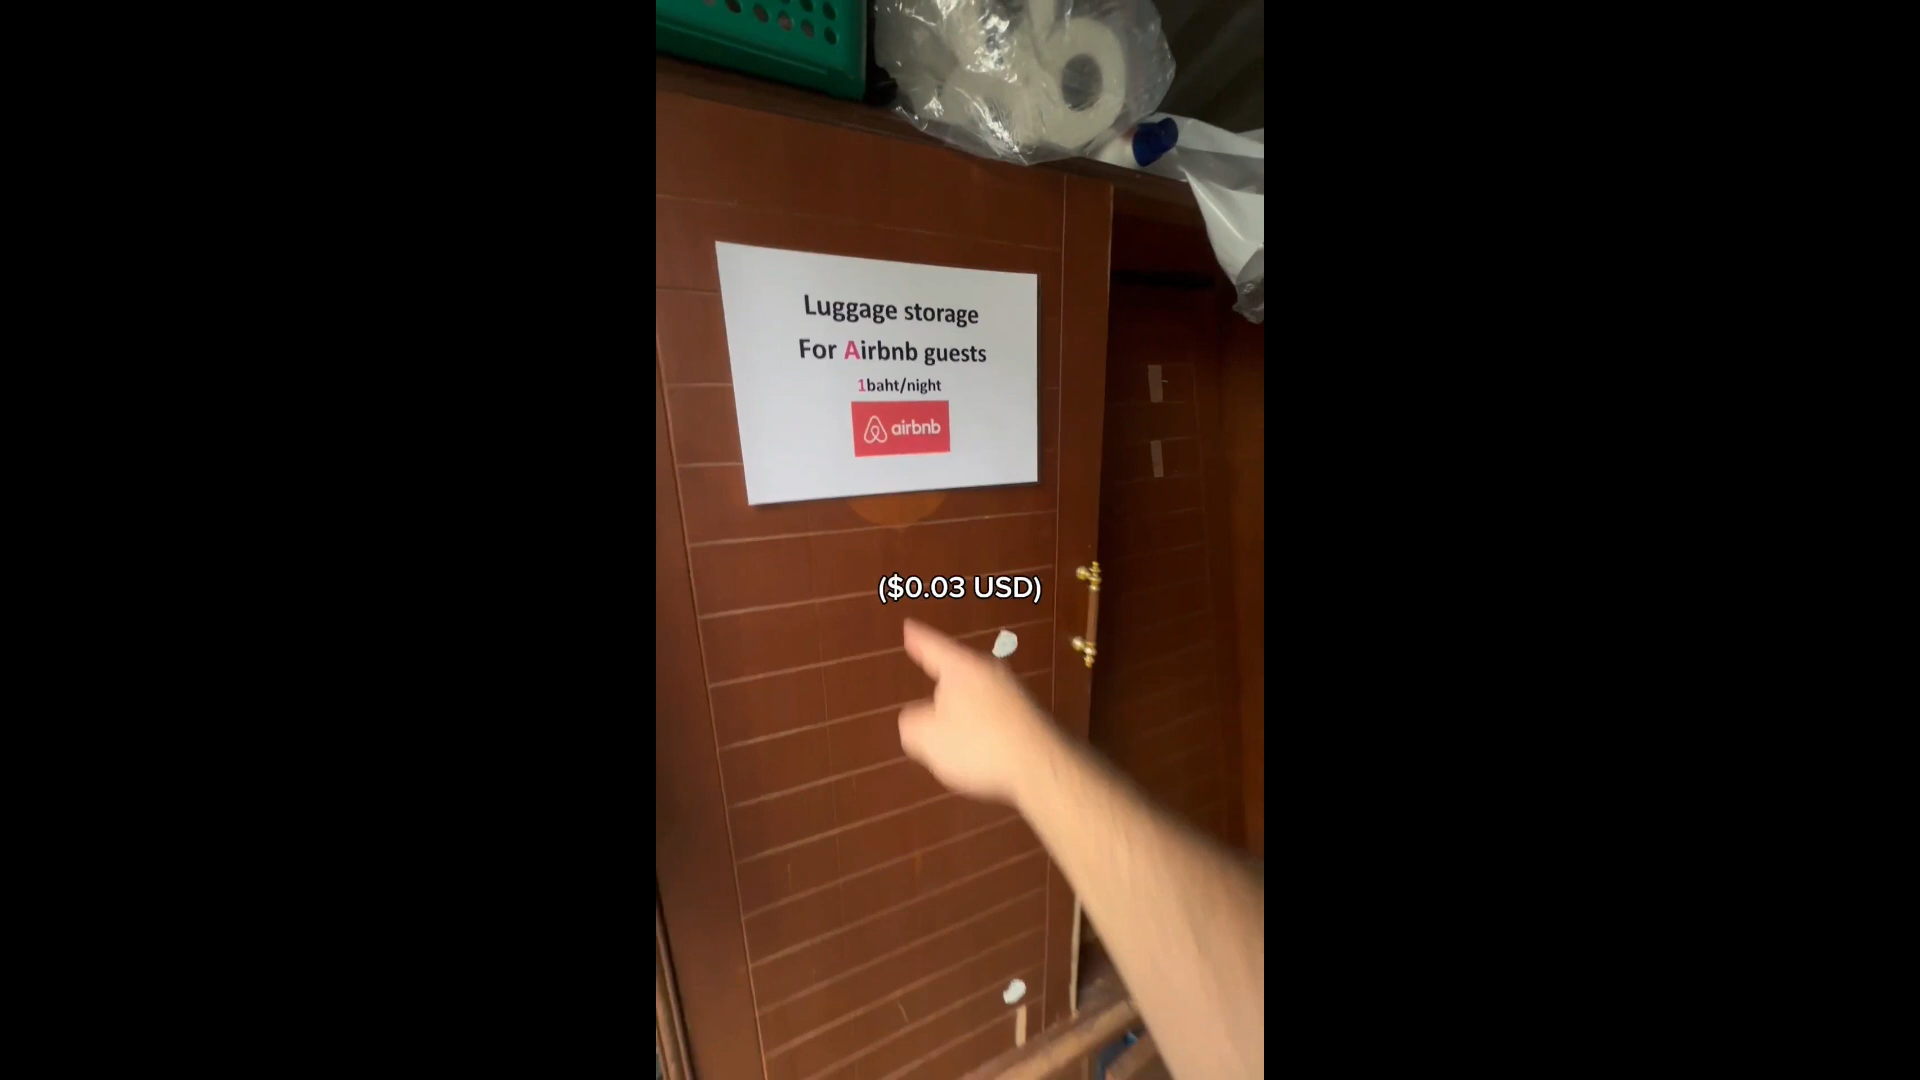 Luggage storage
For Airbnb guests
1baht/night
airbnb
($0.03 USD)